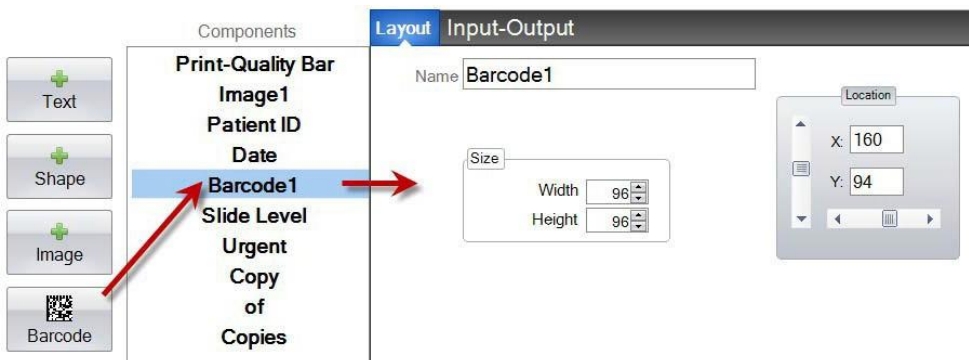 Components
Text
Shape
Image
Barcode
Print-Quality Bar
Image1
Patient ID
Date
Barcode1
Slide Level
Urgent
Copy
of
Copies
Layout Input-Output
Name Barcode1
Size
Width 96
Height 96
Location
X: 160
Y: 94